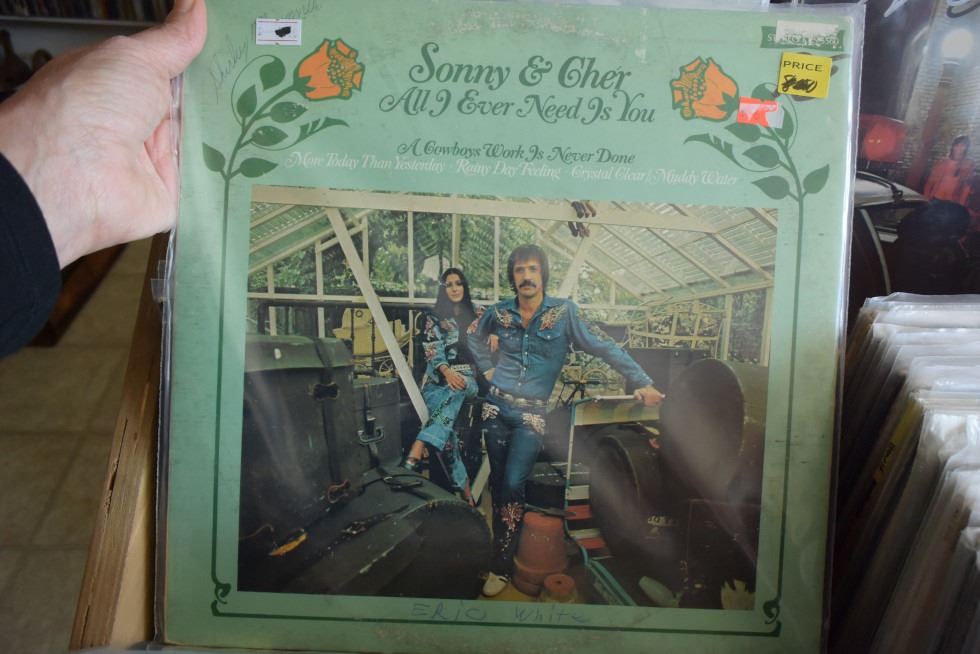 Shirley
PRICE
Sonny & Cher
All I Ever Need Is You
A Cowboys Work Is Never Done
More Today Than Yesterday · Rainy Day Feeling · Crystal Clear/Muddy Water
ERIC White